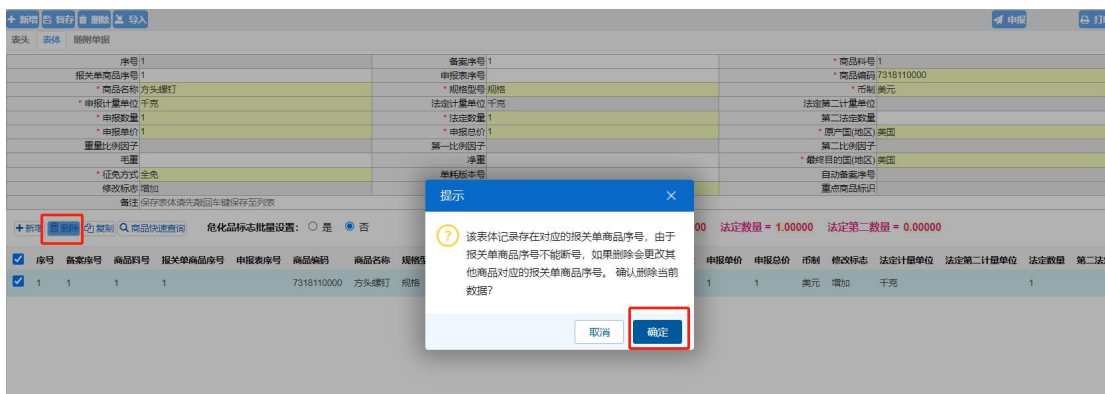 新增 暂存 删除 导入 申报
表头 表体 随附单据
序号 1 备案序号 1 * 商品料号 1
报关单商品序号 1 申报表序号 * 商品编码 7318110000
* 商品名称 方头螺钉 * 规格型号 规格 * 币制 美元
* 申报计量单位 千克 法定计量单位 千克 法定第二计量单位
* 申报数量 1 * 法定数量 1 第二法定数量
* 申报单价 1 * 申报总价 1 * 原产国(地区) 美国
重量比例因子 第一比例因子 第二比例因子
毛重 净重 * 最终目的国(地区) 美国
* 征免方式 全免 单耗版本号 自动备案序号
修改标志 增加 重点商品标识
备注 保存表体请先敲回车键保存至列表
提示
新增 删除 复制 商品快速查询 危化品标志批量设置: 是 否 00 法定数量 = 1.00000 法定第二数量 = 0.00000
该表体记录存在对应的报关单商品序号,由于
报关单商品序号不能断号,如果删除会更改其
他商品对应的报关单商品序号。 确认删除当前
数据?
取消 确定
序号 备案序号 商品料号 报关单商品序号 申报表序号 商品编码 商品名称 申报单价 申报总价 币制 修改标志 法定计量单位 法定第二计量单位 法定数量
1 1 1 1 7318110000 方头螺钉 规格 1 1 美元 增加 千克 1